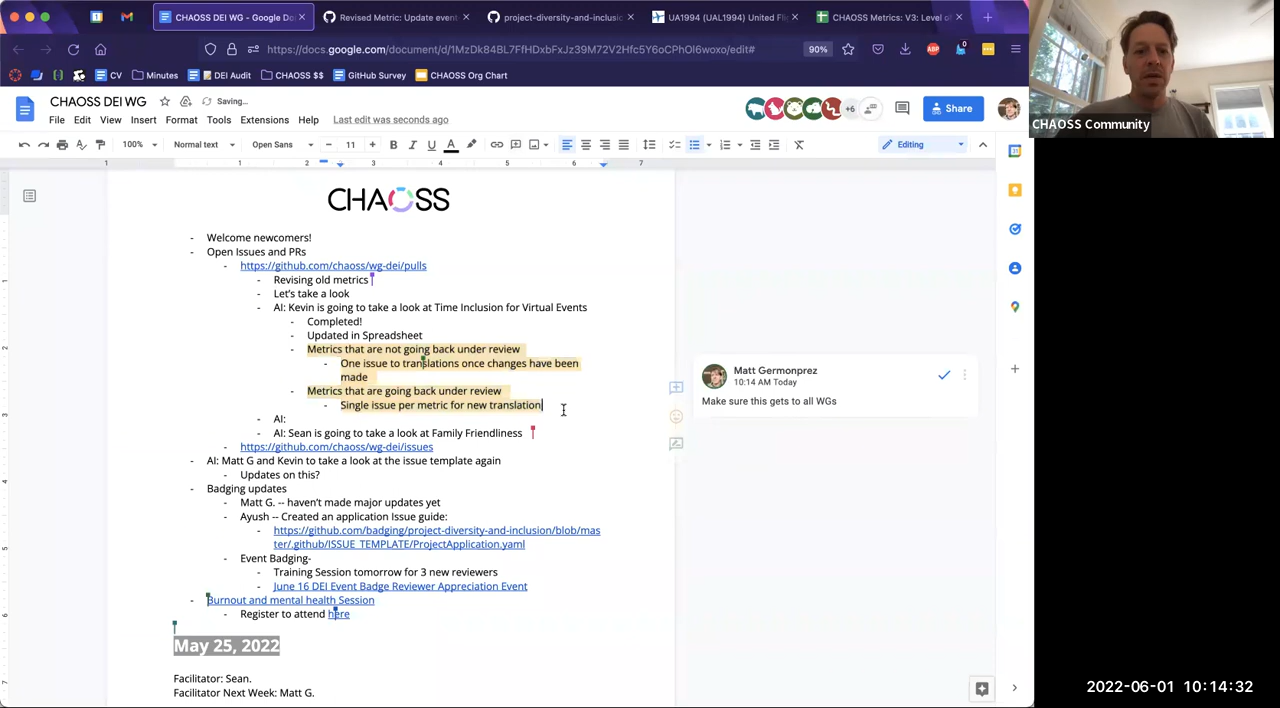 CHAOSS DEI WG - Google Do
Revised Metric: Update event
project-diversity-and-inclusio
UA1994 (UAL1994) United Fli
CHAOSS Metrics: V3: Level of
https://docs.google.com/document/d/1MzDk84BL7FfHDxbFxJz39M72V2Hfc5Y6oCPhOl6woxo/edit#
90%
CV
Minutes
DEI Audit
CHAOSS $$
GitHub Survey
CHAOSS Org Chart
CHAOSS DEI WG
Saving...
File Edit View Insert Format Tools Extensions Help Last edit was seconds ago
+6
Share
100% Normal text Open Sans 11 Editing
1 1 2 3 4 5 6 7
CHAOSS
- Welcome newcomers!
- Open Issues and PRs
- https://github.com/chaoss/wg-dei/pulls
- Revising old metrics
- Let's take a look
- AI: Kevin is going to take a look at Time Inclusion for Virtual Events
- Completed!
- Updated in Spreadsheet
- Metrics that are not going back under review
- One issue to translations once changes have been
made
- Metrics that are going back under review
- Single issue per metric for new translation
- AI:
- AI: Sean is going to take a look at Family Friendliness
- https://github.com/chaoss/wg-dei/issues
- AI: Matt G and Kevin to take a look at the issue template again
- Updates on this?
- Badging updates
- Matt G. -- haven't made major updates yet
- Ayush -- Created an application Issue guide:
- https://github.com/badging/project-diversity-and-inclusion/blob/mas
ter/.github/ISSUE_TEMPLATE/ProjectApplication.yaml
- Event Badging-
- Training Session tomorrow for 3 new reviewers
- June 16 DEI Event Badge Reviewer Appreciation Event
- Burnout and mental health Session
- Register to attend here
May 25, 2022
Facilitator: Sean.
Facilitator Next Week: Matt G.
Matt Germonprez
10:14 AM Today
Make sure this gets to all WGs
CHAOSS Community
2022-06-01 10:14:32